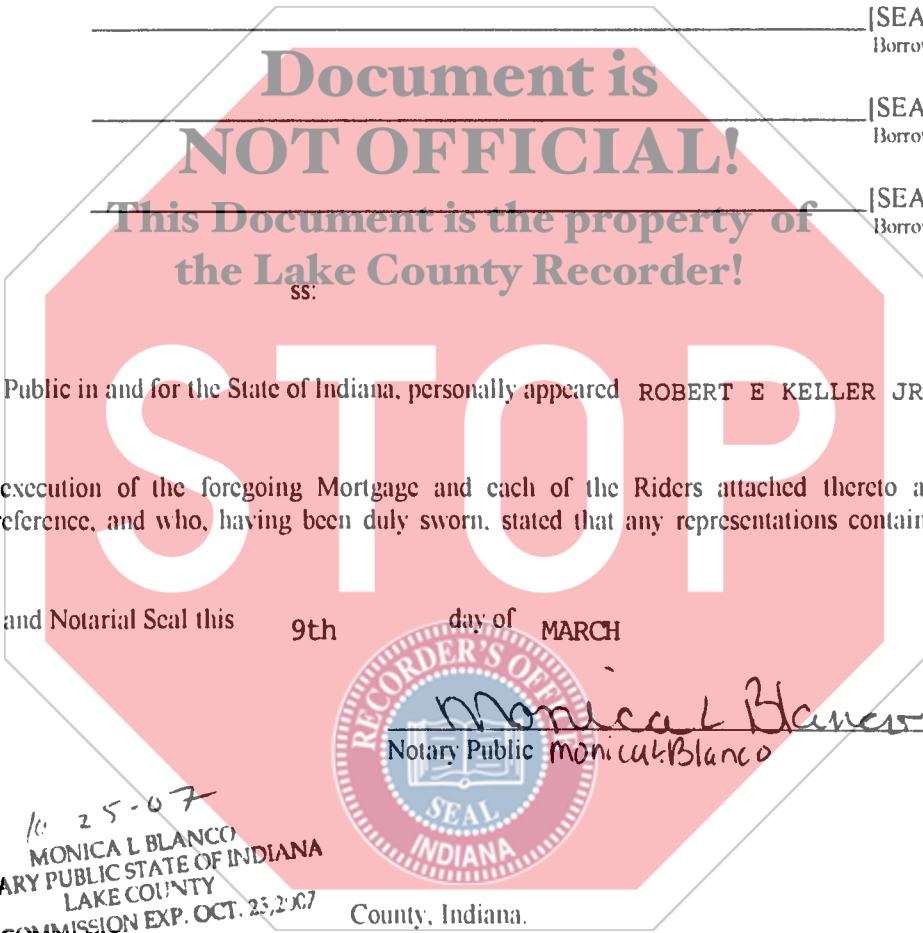 [SEA
Borro
Document is
[SEA
Borro
NOT OFFICIAL!
[SEA
Borro
This Document is the property of
the Lake County Recorder!
ss:
STOP
Public in and for the State of Indiana, personally appeared ROBERT E KELLER JR
execution of the foregoing Mortgage and each of the Riders attached thereto a
eference, and who, having been duly sworn, stated that any representations contain
and Notarial Seal this 9th day of MARCH
RECORDER'S OFFICE
SEAL
INDIANA
Monica L Blanco
Notary Public Monica L. Blanco
10 25-07
MONICA L BLANCO
ARY PUBLIC STATE OF INDIANA
LAKE COUNTY
COMMISSION EXP. OCT. 25,2007
County, Indiana.